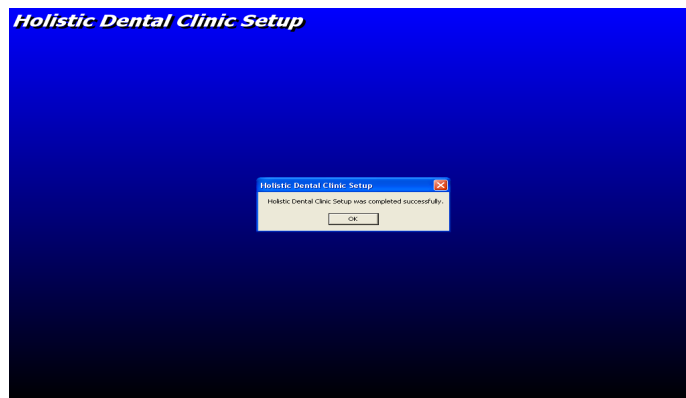 Holistic Dental Clinic Setup
Holistic Dental Clinic Setup
Holistic Dental Clinic Setup was completed successfully.
OK